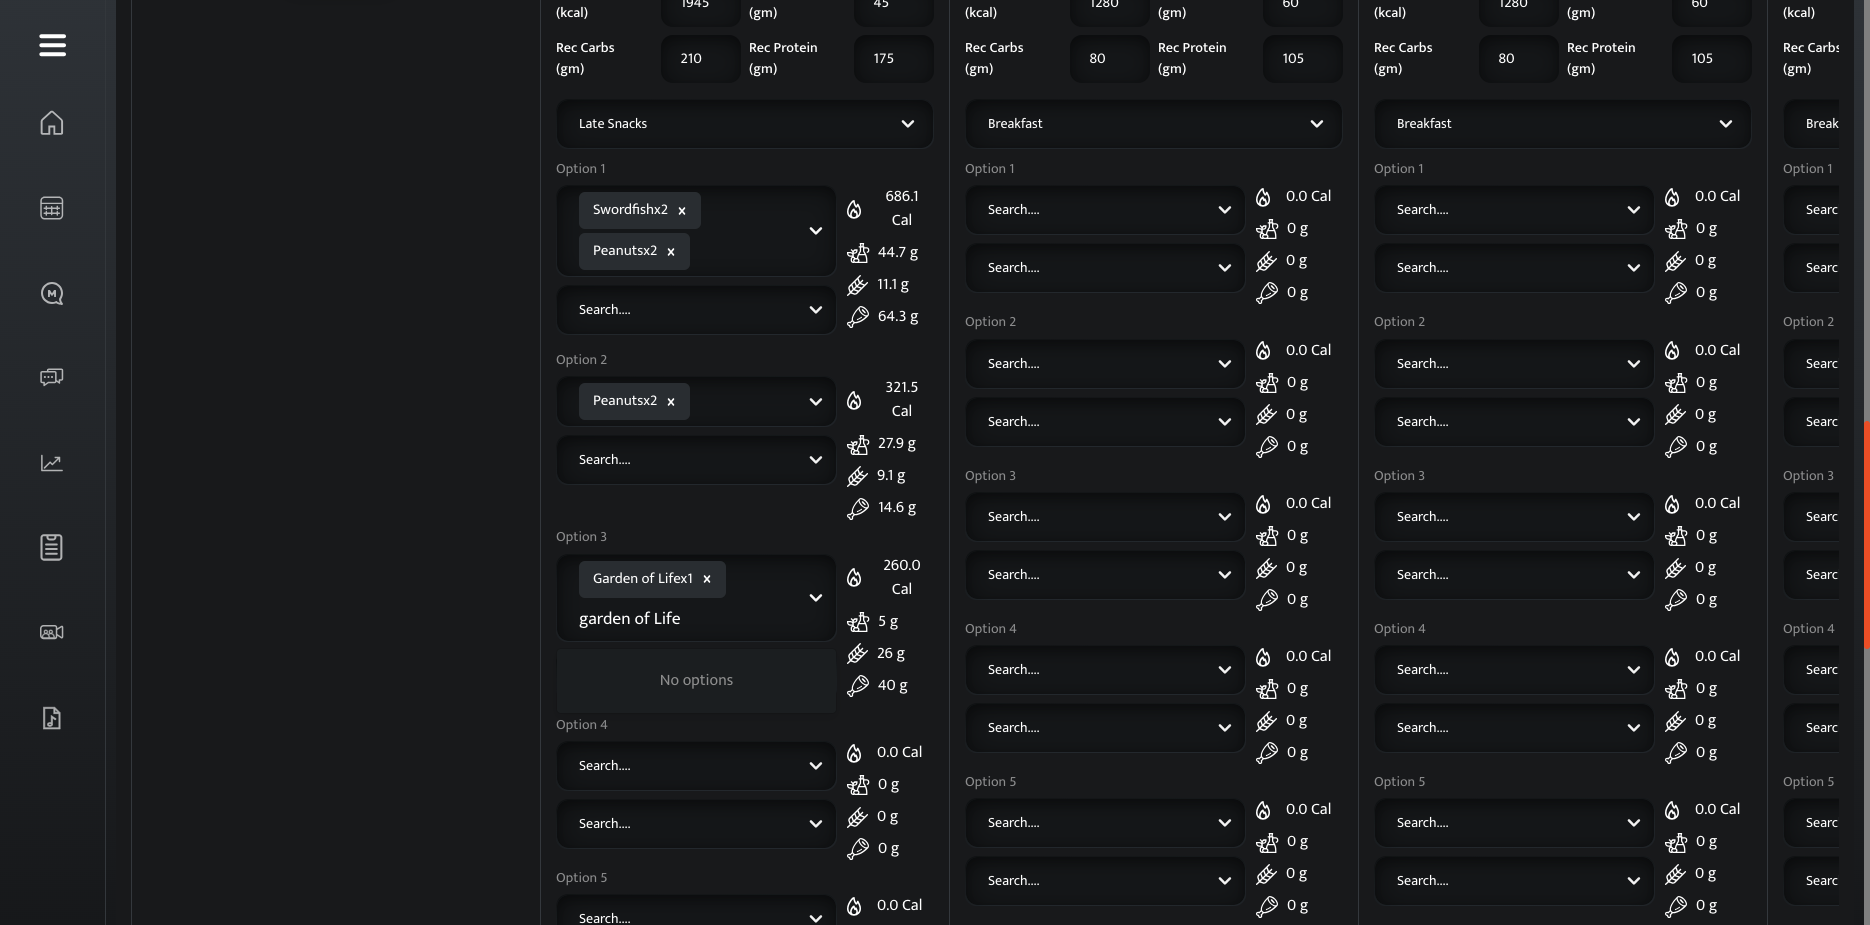 (kcal)
1945
(gm)
45
Rec Carbs
(gm)
210
Rec Protein
(gm)
175
Late Snacks
Option 1
Swordfishx2 ×
Peanutsx2 ×
Search....
686.1
Cal
44.7 g
11.1 g
64.3 g
Option 2
Peanutsx2 ×
Search....
321.5
Cal
27.9 g
9.1 g
14.6 g
Option 3
Garden of Lifex1 ×
garden of Life
No options
260.0
Cal
5 g
26 g
40 g
Option 4
Search....
Search....
0.0 Cal
0 g
0 g
0 g
Option 5
Search....
0.0 Cal
(kcal)
1280
(gm)
60
Rec Carbs
(gm)
80
Rec Protein
(gm)
105
Breakfast
Option 1
Search....
Search....
0.0 Cal
0 g
0 g
0 g
Option 2
Search....
Search....
0.0 Cal
0 g
0 g
0 g
Option 3
Search....
Search....
0.0 Cal
0 g
0 g
0 g
Option 4
Search....
Search....
0.0 Cal
0 g
0 g
0 g
Option 5
Search....
Search....
0.0 Cal
0 g
0 g
0 g
(kcal)
1280
(gm)
60
Rec Carbs
(gm)
80
Rec Protein
(gm)
105
Breakfast
Option 1
Search....
Search....
0.0 Cal
0 g
0 g
0 g
Option 2
Search....
Search....
0.0 Cal
0 g
0 g
0 g
Option 3
Search....
Search....
0.0 Cal
0 g
0 g
0 g
Option 4
Search....
Search....
0.0 Cal
0 g
0 g
0 g
Option 5
Search....
Search....
0.0 Cal
0 g
0 g
0 g
(kcal)
Rec Carbs
(gm)
Break
Option 1
Searc
Searc
Option 2
Searc
Searc
Option 3
Searc
Searc
Option 4
Searc
Searc
Option 5
Searc
Searc
M